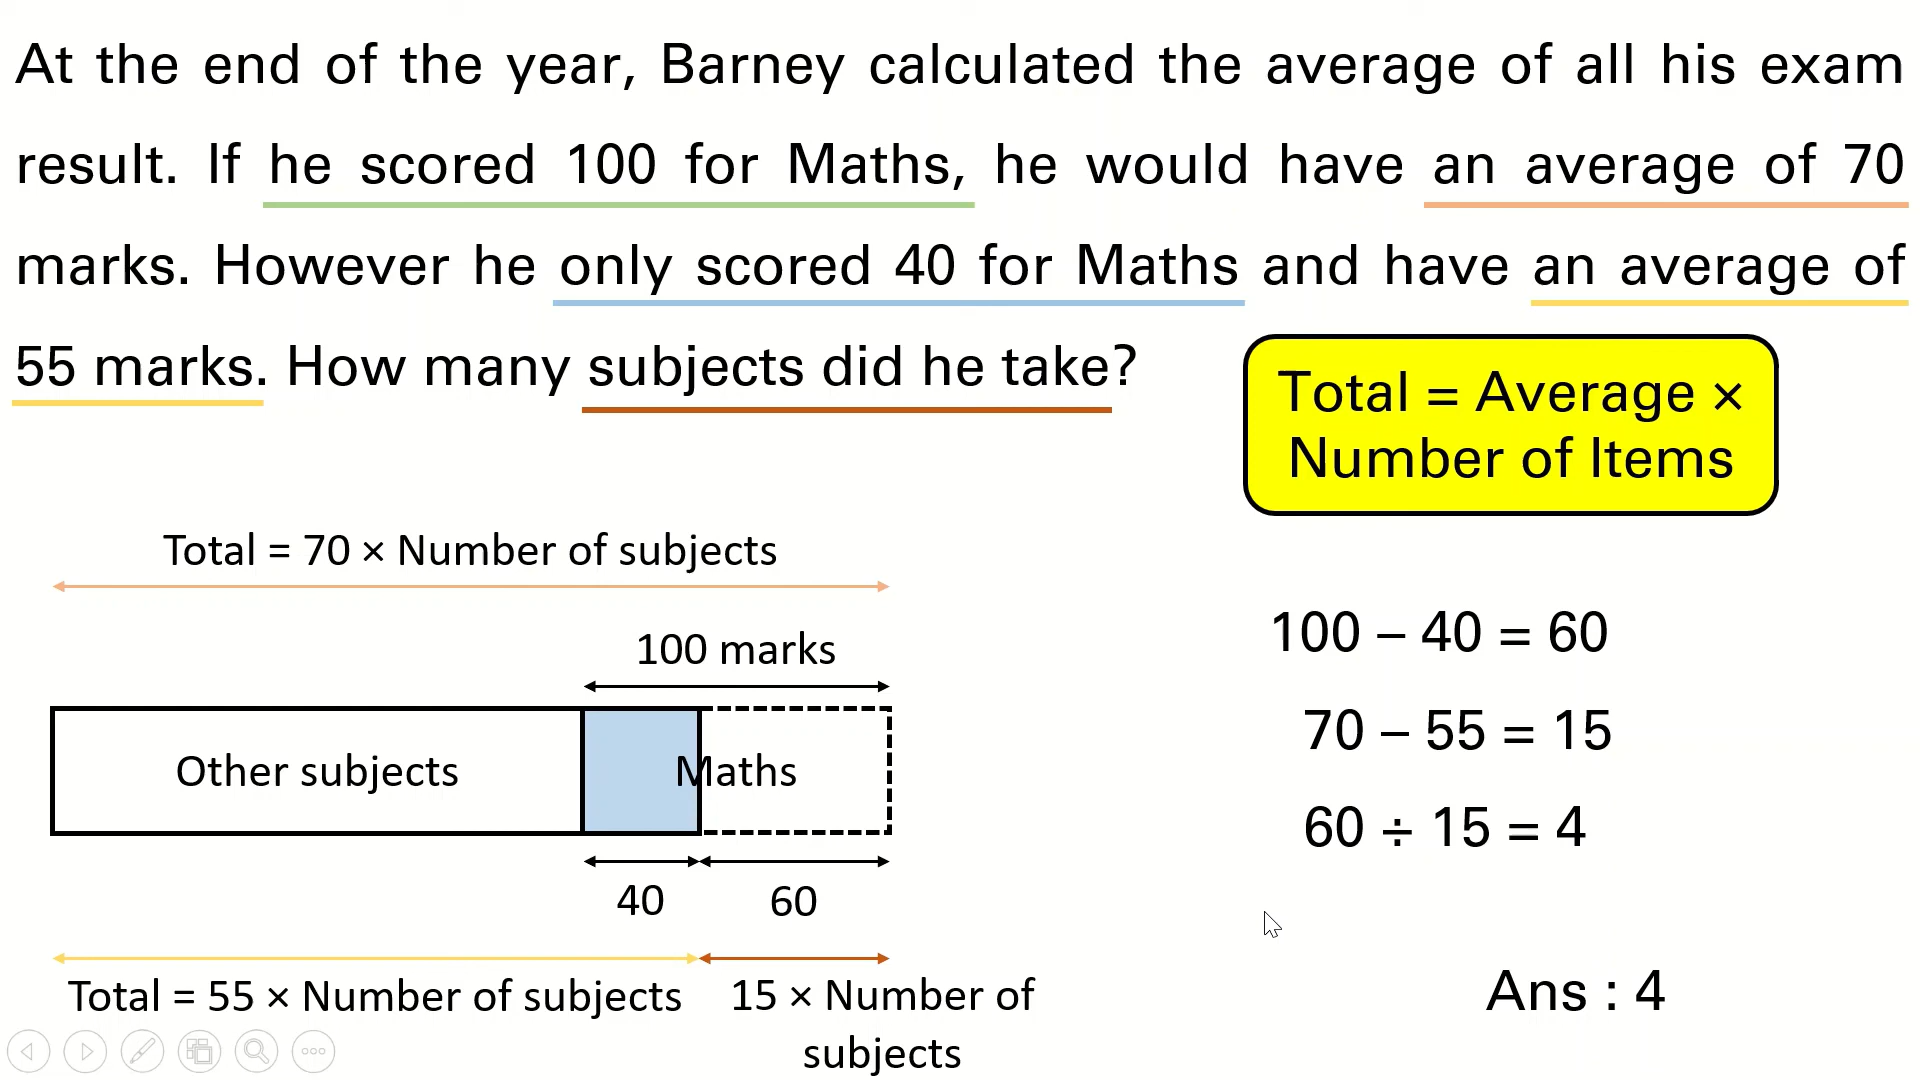 At the end of the year, Barney calculated the average of all his exam
result. If he scored 100 for Maths, he would have an average of 70
marks. However he only scored 40 for Maths and have an average of
55 marks. How many subjects did he take?
Total = Average ×
Number of Items
Total = 70 × Number of subjects
100 marks
Other subjects
Maths
40
60
Total = 55 × Number of subjects
15 × Number of
subjects
100 – 40 = 60
70 – 55 = 15
60 ÷ 15 = 4
Ans : 4